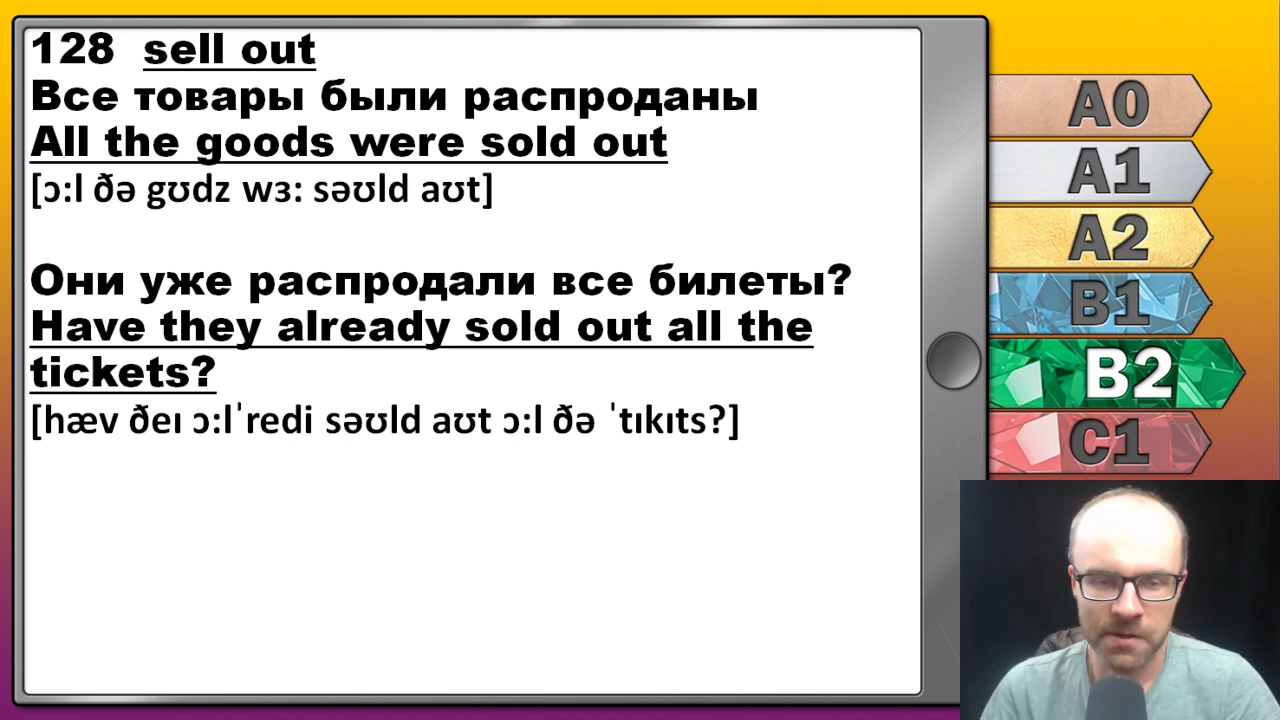 128 sell out
Все товары были распроданы
All the goods were sold out
[ɔ:l ðə gʊdz wɜ: səʊld aʊt]
Они уже распродали все билеты?
Have they already sold out all the
tickets?
[hæv ðeɪ ɔ:lˈredi səʊld aʊt ɔ:l ðə ˈtɪkɪts?]
A0
A1
A2
B1
B2
C1